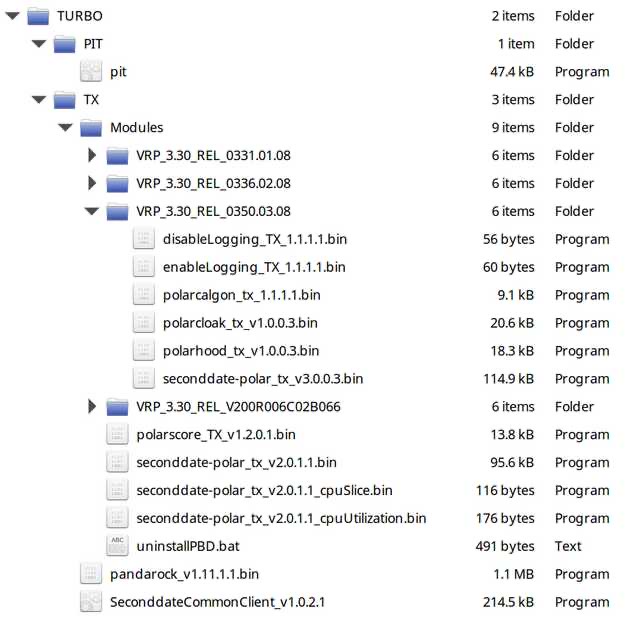 TURBO 2 items Folder
PIT 1 item Folder
pit 47.4 kB Program
TX 3 items Folder
Modules 9 items Folder
VRP_3.30_REL_0331.01.08 6 items Folder
VRP_3.30_REL_0336.02.08 6 items Folder
VRP_3.30_REL_0350.03.08 6 items Folder
disableLogging_TX_1.1.1.1.bin 56 bytes Program
enableLogging_TX_1.1.1.1.bin 60 bytes Program
polarcalgon_tx_1.1.1.1.bin 9.1 kB Program
polarcloak_tx_v1.0.0.3.bin 20.6 kB Program
polarhood_tx_v1.0.0.3.bin 18.3 kB Program
seconddate-polar_tx_v3.0.0.3.bin 114.9 kB Program
VRP_3.30_REL_V200R006C02B066 6 items Folder
polarscore_TX_v1.2.0.1.bin 13.8 kB Program
seconddate-polar_tx_v2.0.1.1.bin 95.6 kB Program
seconddate-polar_tx_v2.0.1.1_cpuSlice.bin 116 bytes Program
seconddate-polar_tx_v2.0.1.1_cpuUtilization.bin 176 bytes Program
ABC uninstallPBD.bat 491 bytes Text
pandarock_v1.11.1.1.bin 1.1 MB Program
SeconddateCommonClient_v1.0.2.1 214.5 kB Program